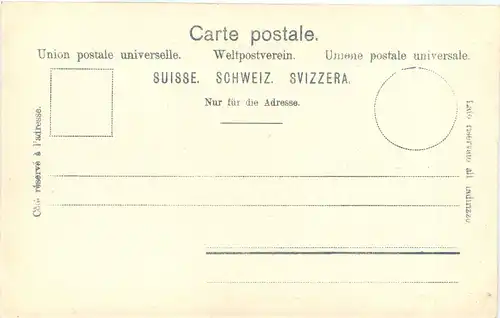 Carte postale.
Union postale universelle. Weltpostverein. Unione postale universale.
SUISSE. SCHWEIZ. SVIZZERA.
Nur für die Adresse.
Côté réservé à l'adresse.
Lato riservato all indirizzo